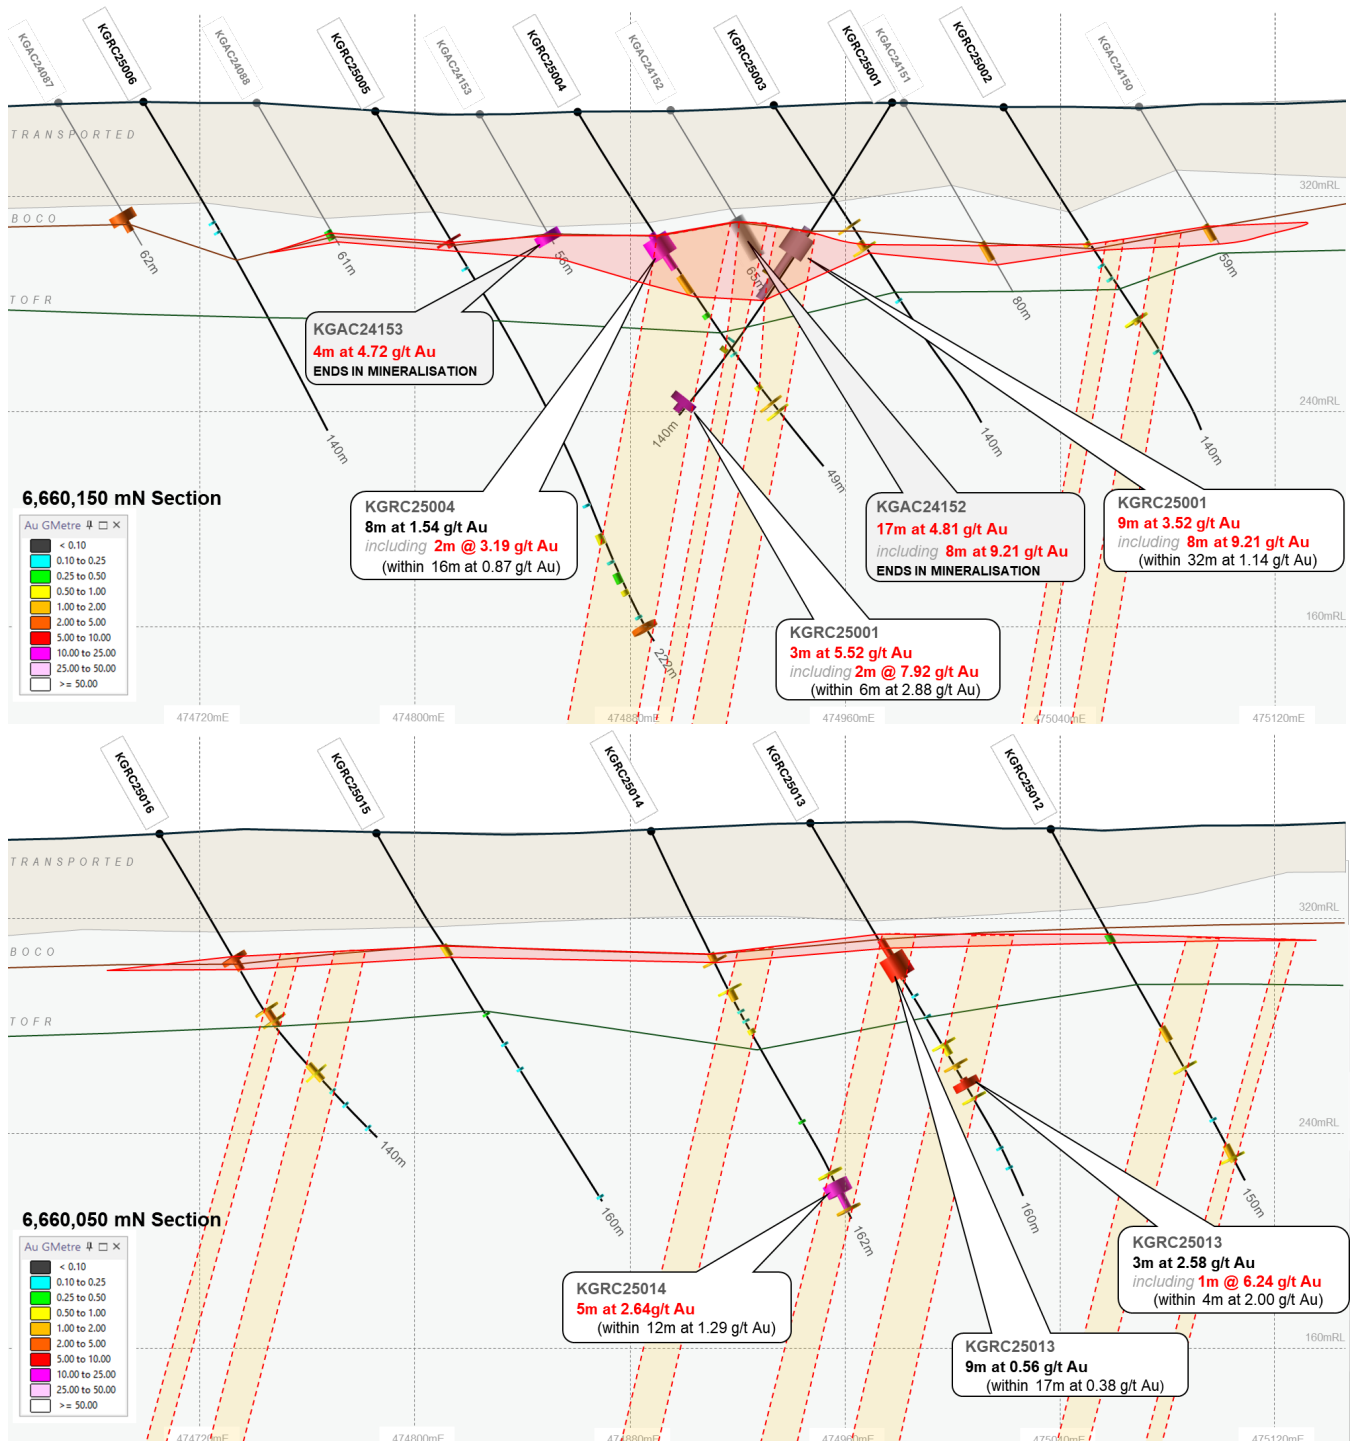 KGAC24087
KGRC25006
KGAC24088
KGRC25005
KGAC24153
KGRC25004
KGAC24152
KGRC25003
KGRC25001
KGAC24151
KGRC25002
KGAC24150
TRANSPORTED
320mRL
BOCO
62m
61m
56m
65m
80m
59m
TOFR
KGAC24153
4m at 4.72 g/t Au
ENDS IN MINERALISATION
240mRL
140m
140m
49m
140m
140m
6,660,150 mN Section
Au GMetre
< 0.10
0.10 to 0.25
0.25 to 0.50
0.50 to 1.00
1.00 to 2.00
2.00 to 5.00
5.00 to 10.00
10.00 to 25.00
25.00 to 50.00
>= 50.00
KGRC25004
8m at 1.54 g/t Au
including 2m @ 3.19 g/t Au
(within 16m at 0.87 g/t Au)
KGAC24152
17m at 4.81 g/t Au
including 8m at 9.21 g/t Au
ENDS IN MINERALISATION
KGRC25001
9m at 3.52 g/t Au
including 8m at 9.21 g/t Au
(within 32m at 1.14 g/t Au)
KGRC25001
3m at 5.52 g/t Au
including 2m @ 7.92 g/t Au
(within 6m at 2.88 g/t Au)
160mRL
222m
474720mE
474800mE
474880mE
474960mE
475040mE
475120mE
KGRC25016
KGRC25015
KGRC25014
KGRC25013
KGRC25012
TRANSPORTED
320mRL
BOCO
TOFR
240mRL
140m
160m
162m
160m
150m
6,660,050 mN Section
Au GMetre
< 0.10
0.10 to 0.25
0.25 to 0.50
0.50 to 1.00
1.00 to 2.00
2.00 to 5.00
5.00 to 10.00
10.00 to 25.00
25.00 to 50.00
>= 50.00
KGRC25014
5m at 2.64g/t Au
(within 12m at 1.29 g/t Au)
KGRC25013
3m at 2.58 g/t Au
including 1m @ 6.24 g/t Au
(within 4m at 2.00 g/t Au)
KGRC25013
9m at 0.56 g/t Au
(within 17m at 0.38 g/t Au)
160mRL
474720mE
474800mE
474880mE
474960mE
475040mE
475120mE